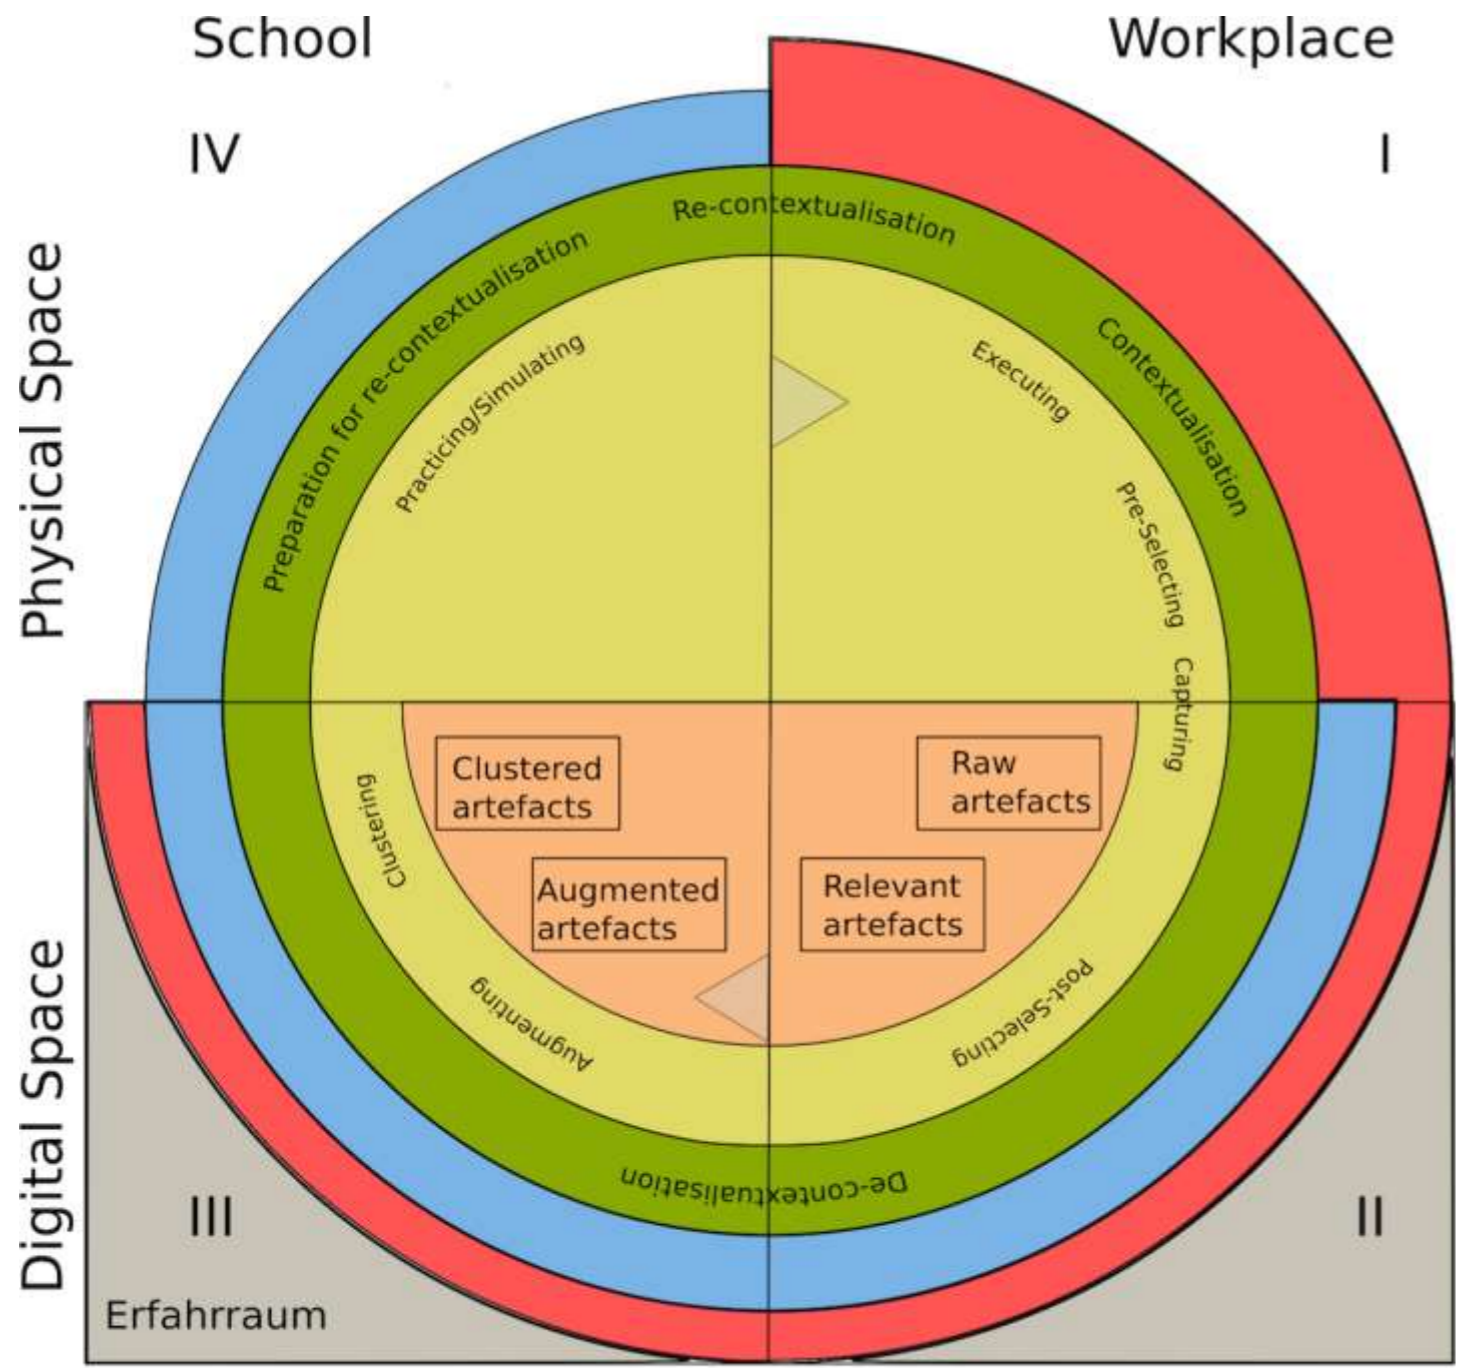 School
Workplace
IV
I
Physical Space
Re-contextualisation
Preparation for re-contextualisation
Contextualisation
Practicing/Simulating
Executing
Pre-Selecting
Capturing
Clustered
artefacts
Raw
artefacts
Clustering
Augmented
artefacts
Relevant
artefacts
Augmenting
Post-Selecting
De-contextualisation
Digital Space
III
II
Erfahrraum